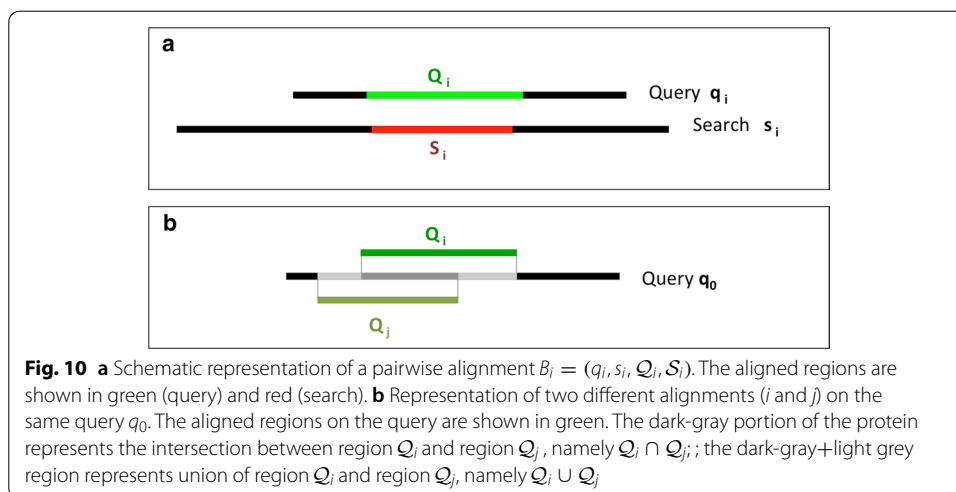 a
Q i
Query q i
Search s i
S i
b
Q i
Query q0
Q j
Fig. 10 a Schematic representation of a pairwise alignment Bi = (qi, si, Qi, Si). The aligned regions are
shown in green (query) and red (search). b Representation of two different alignments (i and j) on the
same query q0. The aligned regions on the query are shown in green. The dark-gray portion of the protein
represents the intersection between region Qi and region Qj , namely Qi ∩ Qj; ; the dark-gray+light grey
region represents union of region Qi and region Qj, namely Qi ∪ Qj